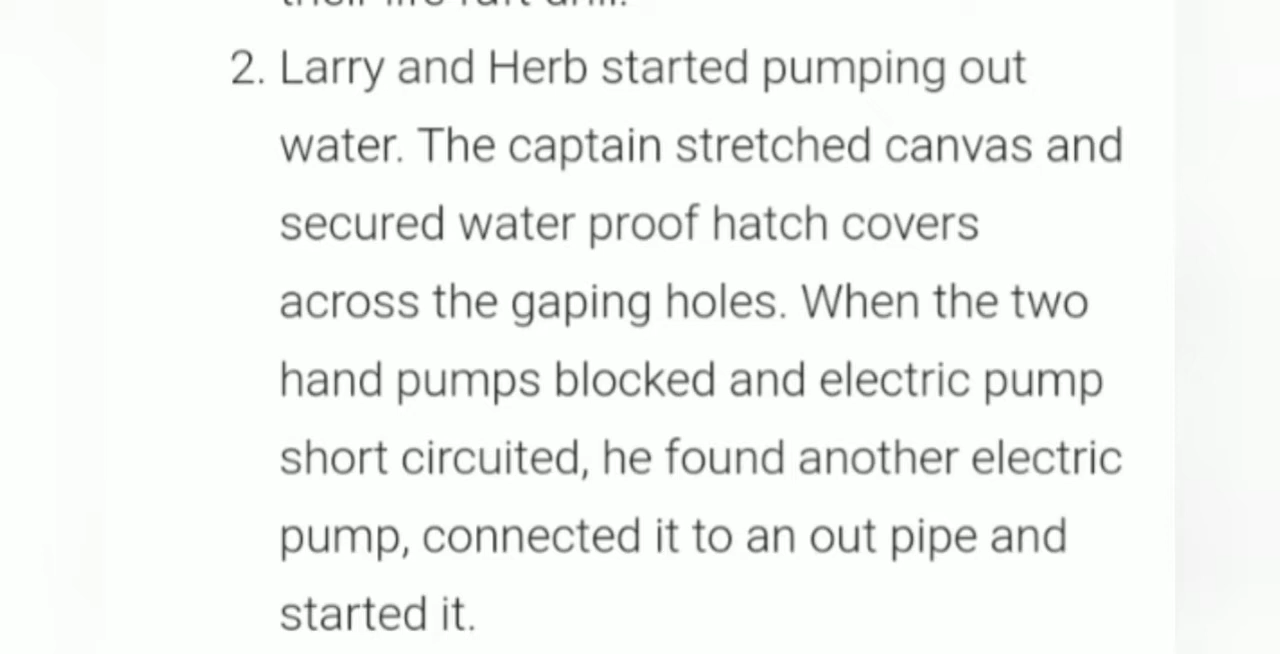 2. Larry and Herb started pumping out
water. The captain stretched canvas and
secured water proof hatch covers
across the gaping holes. When the two
hand pumps blocked and electric pump
short circuited, he found another electric
pump, connected it to an out pipe and
started it.